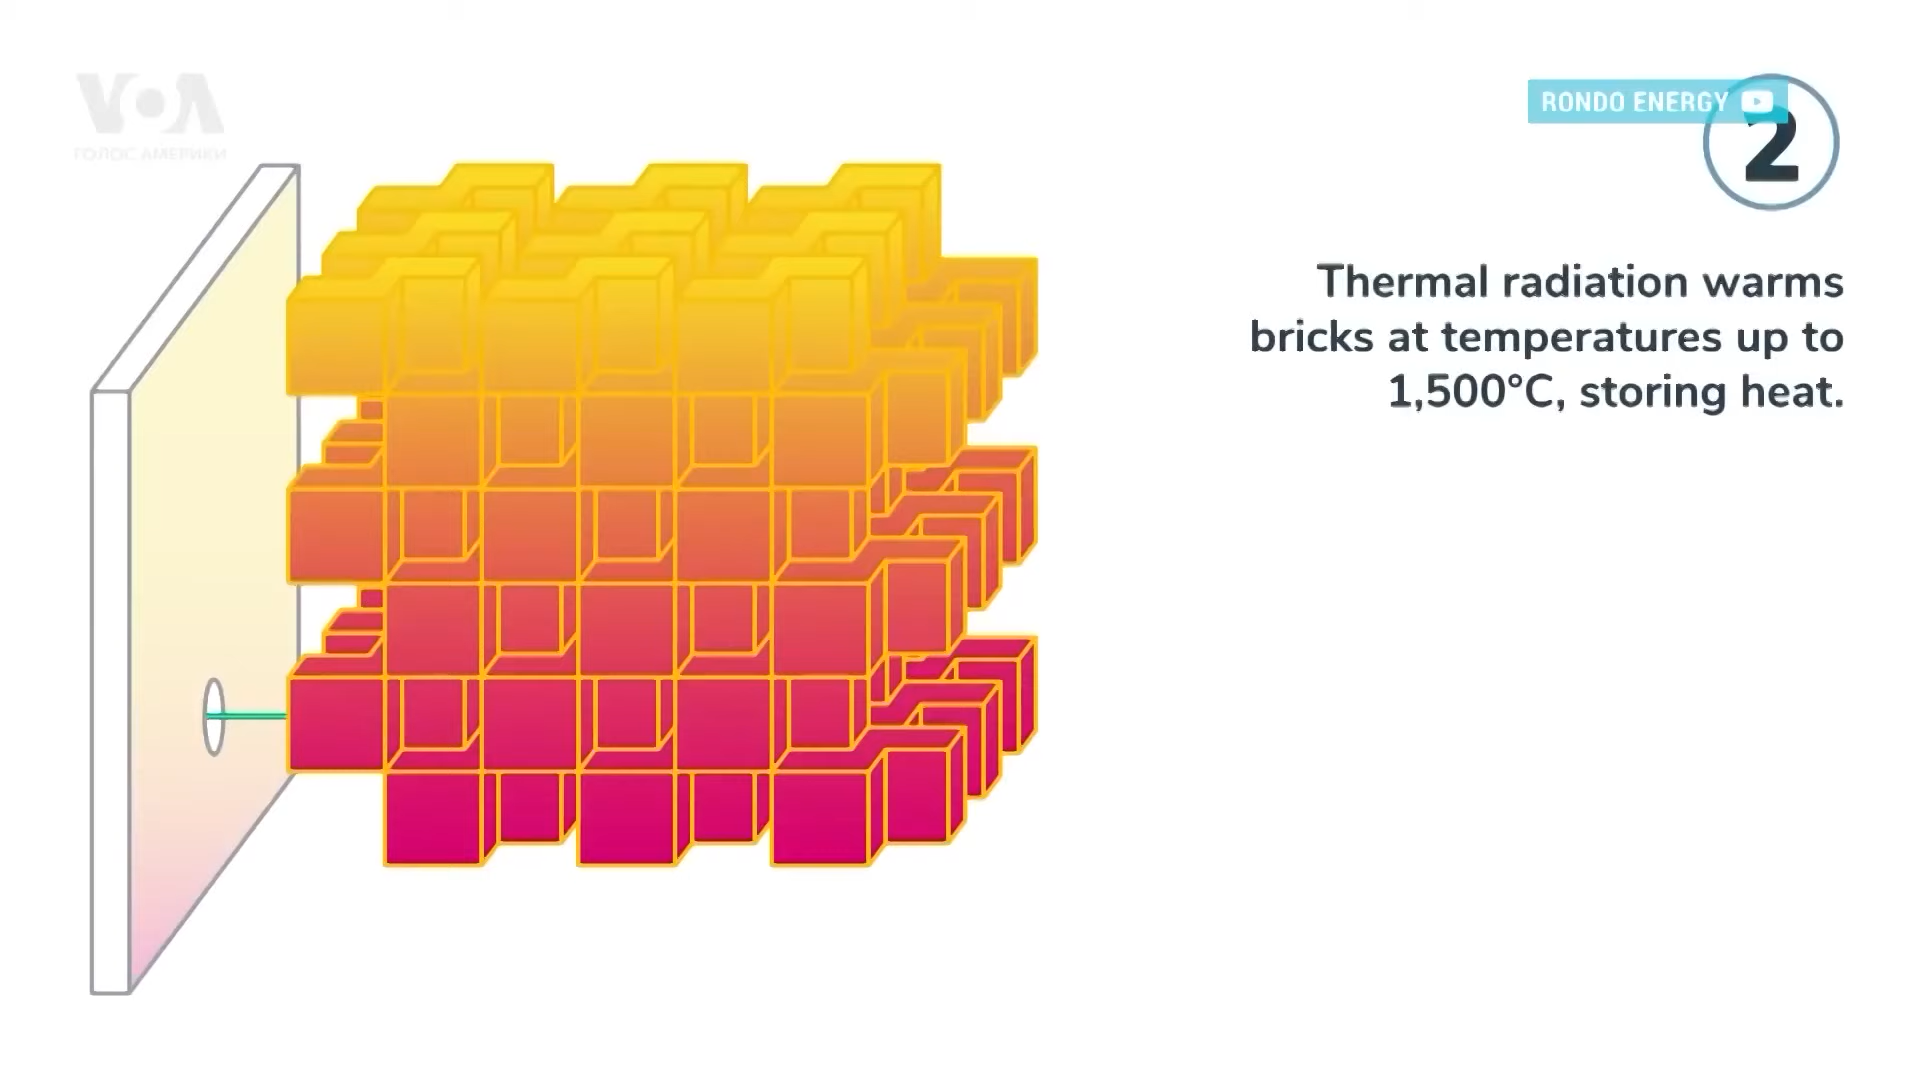 VOA
ГОЛОС АМЕРИКИ
RONDO ENERGY
2
Thermal radiation warms
bricks at temperatures up to
1,500°C, storing heat.